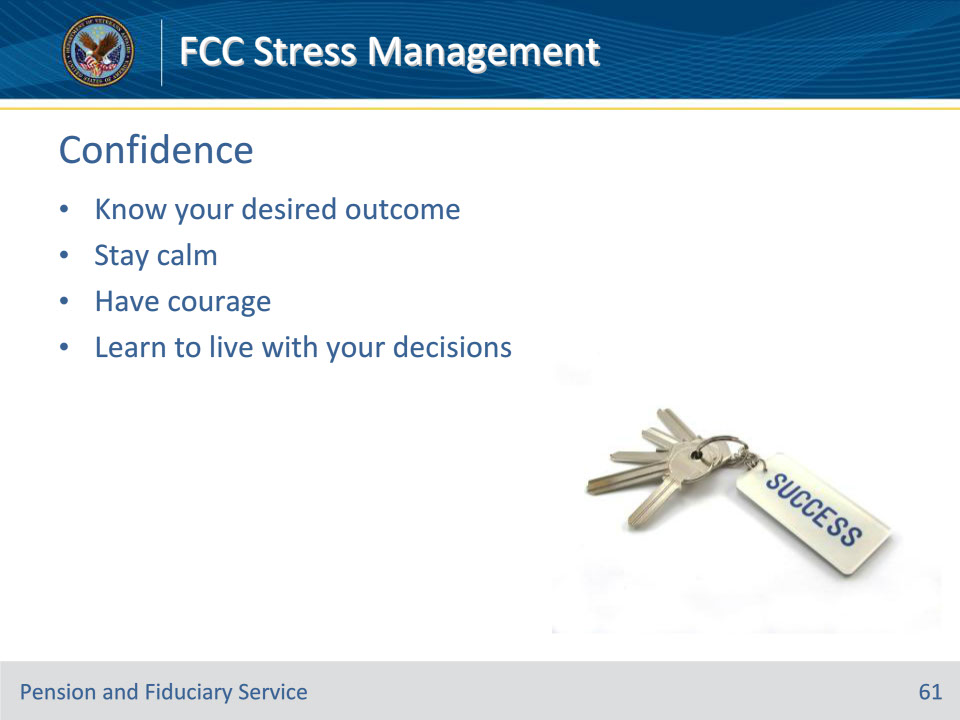 FCC Stress Management
Confidence
• Know your desired outcome
• Stay calm
• Have courage
• Learn to live with your decisions
SUCCESS
Pension and Fiduciary Service
61